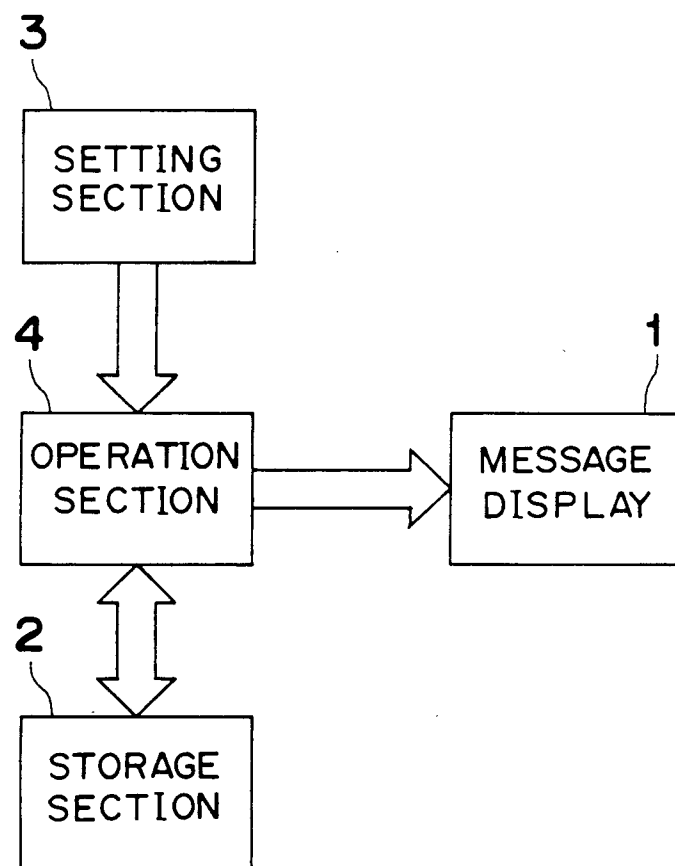 3
SETTING
SECTION
4
OPERATION
SECTION
1
MESSAGE
DISPLAY
2
STORAGE
SECTION